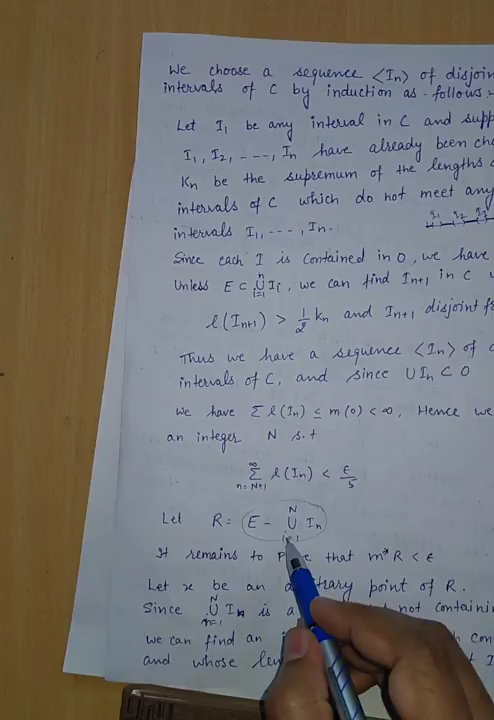 We choose a sequence <In> of disjoin
intervals of C by induction as follows:-
Let I1 be any interval in C and supp
I1, I2, ----, In have already been cho
Kn be the supremum of the lengths
intervals of C which do not meet any
intervals I1, ---, In.
Since each I is contained in O, we have
Unless E ⊂ n∪i=1 Ii, we can find In+1 in C
l(In+1) > 1/2 kn and In+1 disjoint f
Thus we have a sequence <In> of
intervals of C, and since ∪In ⊂ O
We have Σ l(In) ≤ m(O) < ∞, Hence we
an integer N s.t
∞Σn=N+1 l(In) < ε/5
Let R = E - N∪i=1 In
It remains to that m*R < ε
Let x be an trary point of R.
Since N∪n=1 In is a not containi
we can find an
and whose len